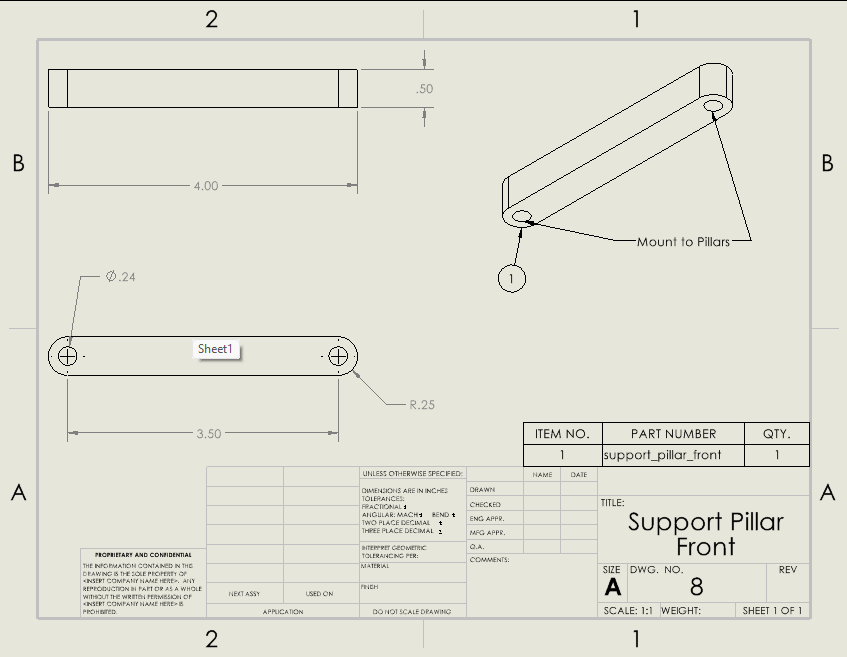 2
1
B
B
.50
4.00
Mount to Pillars
1
Ø.24
Sheet1
R.25
3.50
ITEM NO.
PART NUMBER
QTY.
1
support_pillar_front
1
A
A
UNLESS OTHERWISE SPECIFIED:
DIMENSIONS ARE IN INCHES
TOLERANCES:
FRACTIONAL ±
ANGULAR: MACH ± BEND ±
TWO PLACE DECIMAL ±
THREE PLACE DECIMAL ±
INTERPRET GEOMETRIC
TOLERANCING PER:
MATERIAL
FINISH
DO NOT SCALE DRAWING
NAME
DATE
DRAWN
CHECKED
ENG APPR.
MFG APPR.
Q.A.
COMMENTS:
TITLE:
Support Pillar
Front
SIZE
A
DWG. NO.
8
REV
SCALE: 1:1
WEIGHT:
SHEET 1 OF 1
PROPRIETARY AND CONFIDENTIAL
THE INFORMATION CONTAINED IN THIS
DRAWING IS THE SOLE PROPERTY OF
<INSERT COMPANY NAME HERE>. ANY
REPRODUCTION IN PART OR AS A WHOLE
WITHOUT THE WRITTEN PERMISSION OF
<INSERT COMPANY NAME HERE> IS
PROHIBITED.
NEXT ASSY
USED ON
APPLICATION
2
1